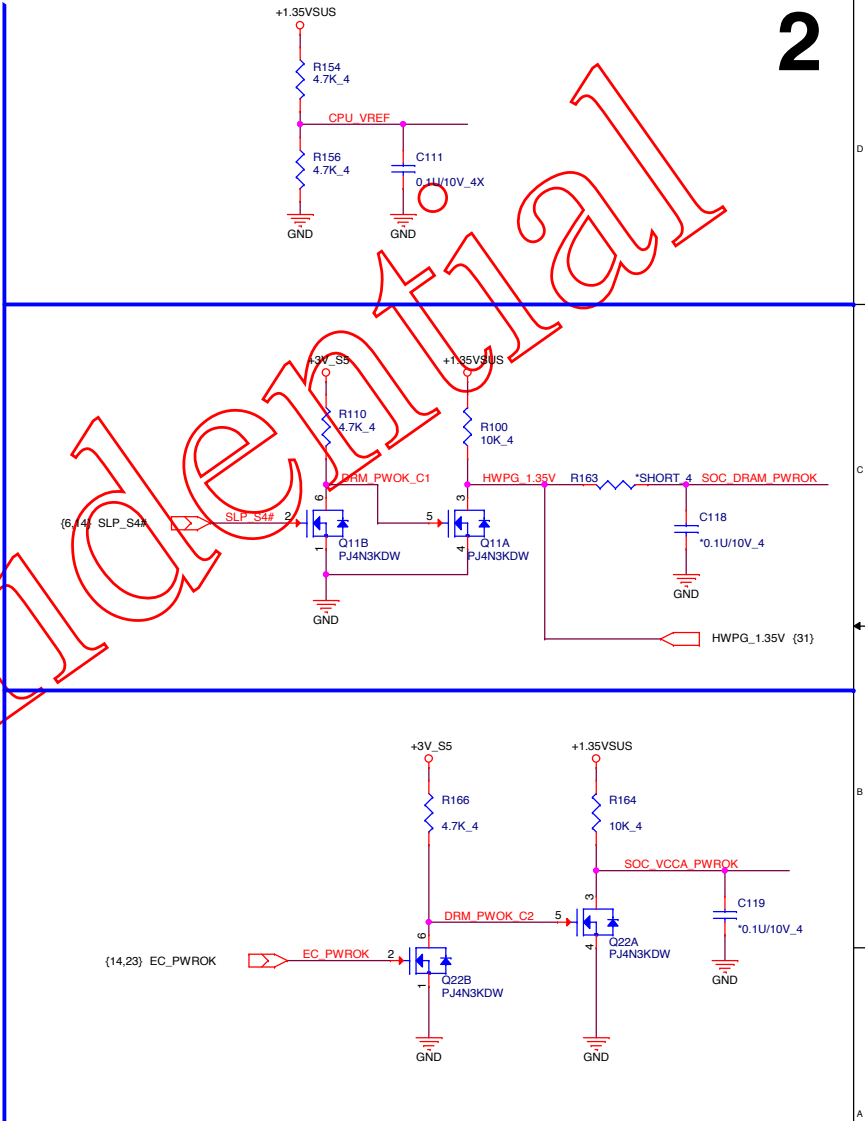 2
+1.35VSUS
R154
4.7K_4
CPU_VREF
R156
4.7K_4
C111
0.1U/10V_4X
GND
GND
D
+3V_S5
+1.35VSUS
R110
4.7K_4
R100
10K_4
DRM_PWOK_C1
HWPG_1.35V
R163
*SHORT_4
SOC_DRAM_PWROK
C
{6,14} SLP_S4#
SLP_S4#
2
6
1
Q11B
PJ4N3KDW
5
3
4
Q11A
PJ4N3KDW
C118
*0.1U/10V_4
GND
GND
HWPG_1.35V {31}
ndential
+3V_S5
+1.35VSUS
R166
4.7K_4
R164
10K_4
B
SOC_VCCA_PWROK
DRM_PWOK_C2
5
3
4
Q22A
PJ4N3KDW
C119
*0.1U/10V_4
GND
{14,23} EC_PWROK
EC_PWROK
2
6
1
Q22B
PJ4N3KDW
GND
GND
A